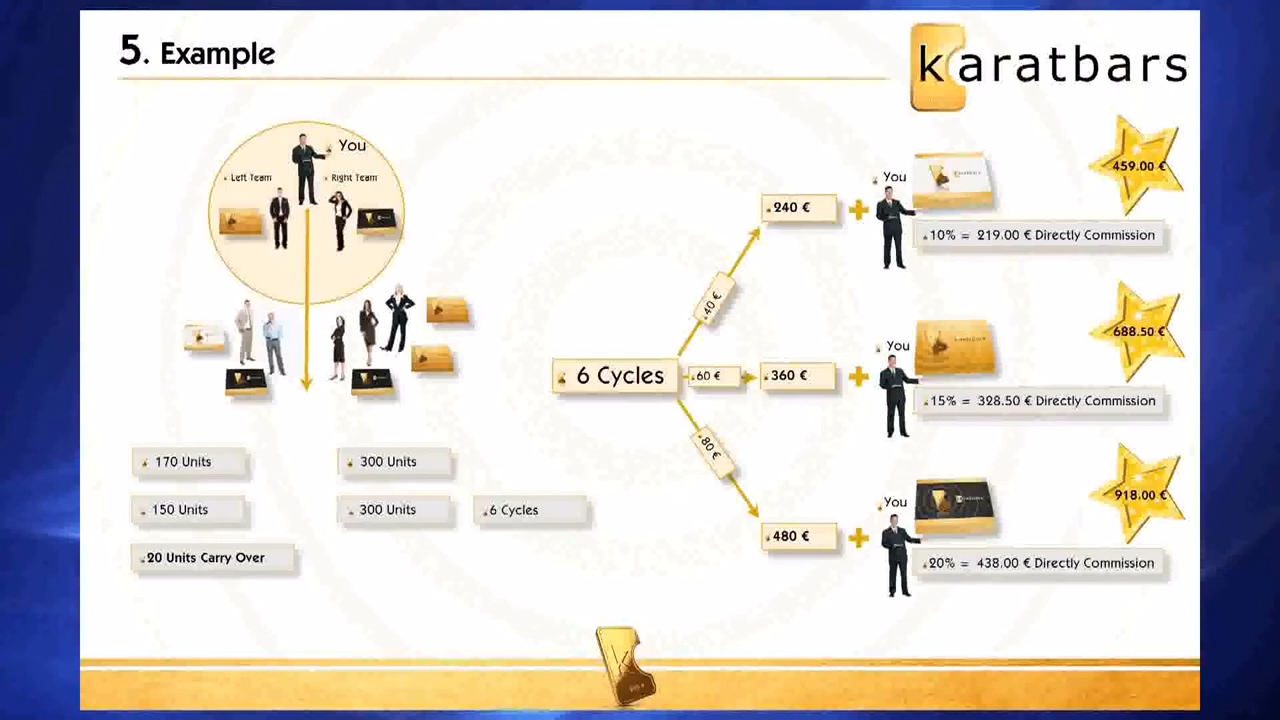 5. Example
karatbars
You
Left Team
Right Team
170 Units
300 Units
150 Units
300 Units
6 Cycles
20 Units Carry Over
6 Cycles
40 €
240 €
You
459.00 €
10% = 219.00 € Directly Commission
60 €
360 €
You
688.50 €
15% = 328.50 € Directly Commission
80 €
480 €
You
918.00 €
20% = 438.00 € Directly Commission